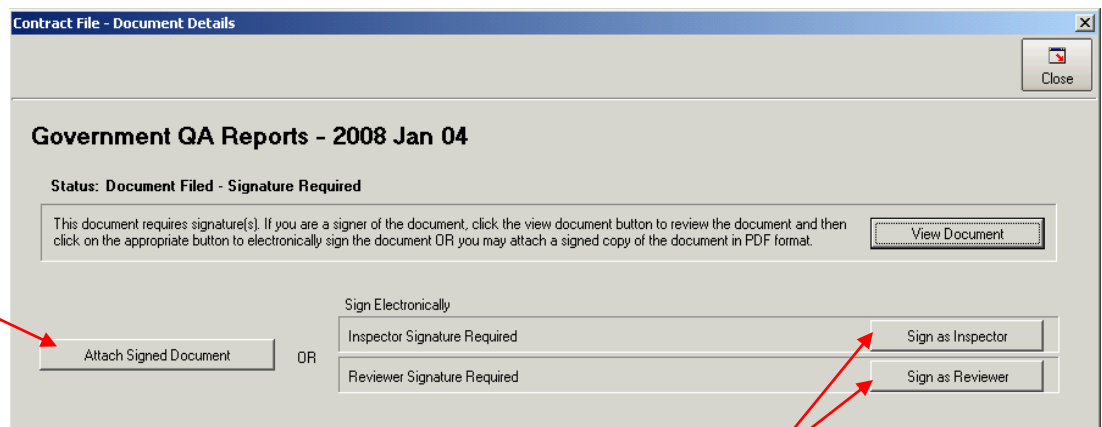 Contract File - Document Details
Close
Government QA Reports - 2008 Jan 04
Status: Document Filed - Signature Required
This document requires signature(s). If you are a signer of the document, click the view document button to review the document and then
click on the appropriate button to electronically sign the document OR you may attach a signed copy of the document in PDF format.
View Document
Sign Electronically
Inspector Signature Required
Sign as Inspector
Attach Signed Document
OR
Reviewer Signature Required
Sign as Reviewer